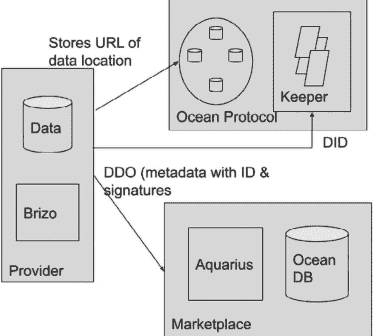 Stores URL of
data location
Keeper
Ocean Protocol
Data
DID
DDO (metadata with ID &
signatures
Brizo
Aquarius
Ocean
DB
Provider
Marketplace